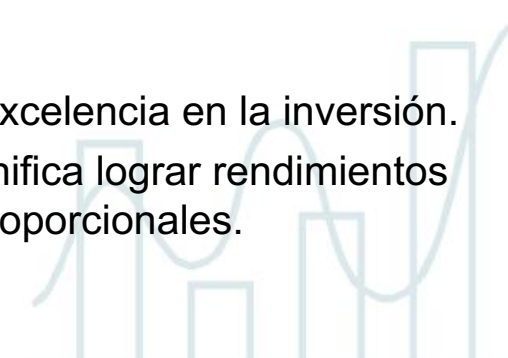 xcelencia en la inversión.
nifica lograr rendimientos
oporcionales.